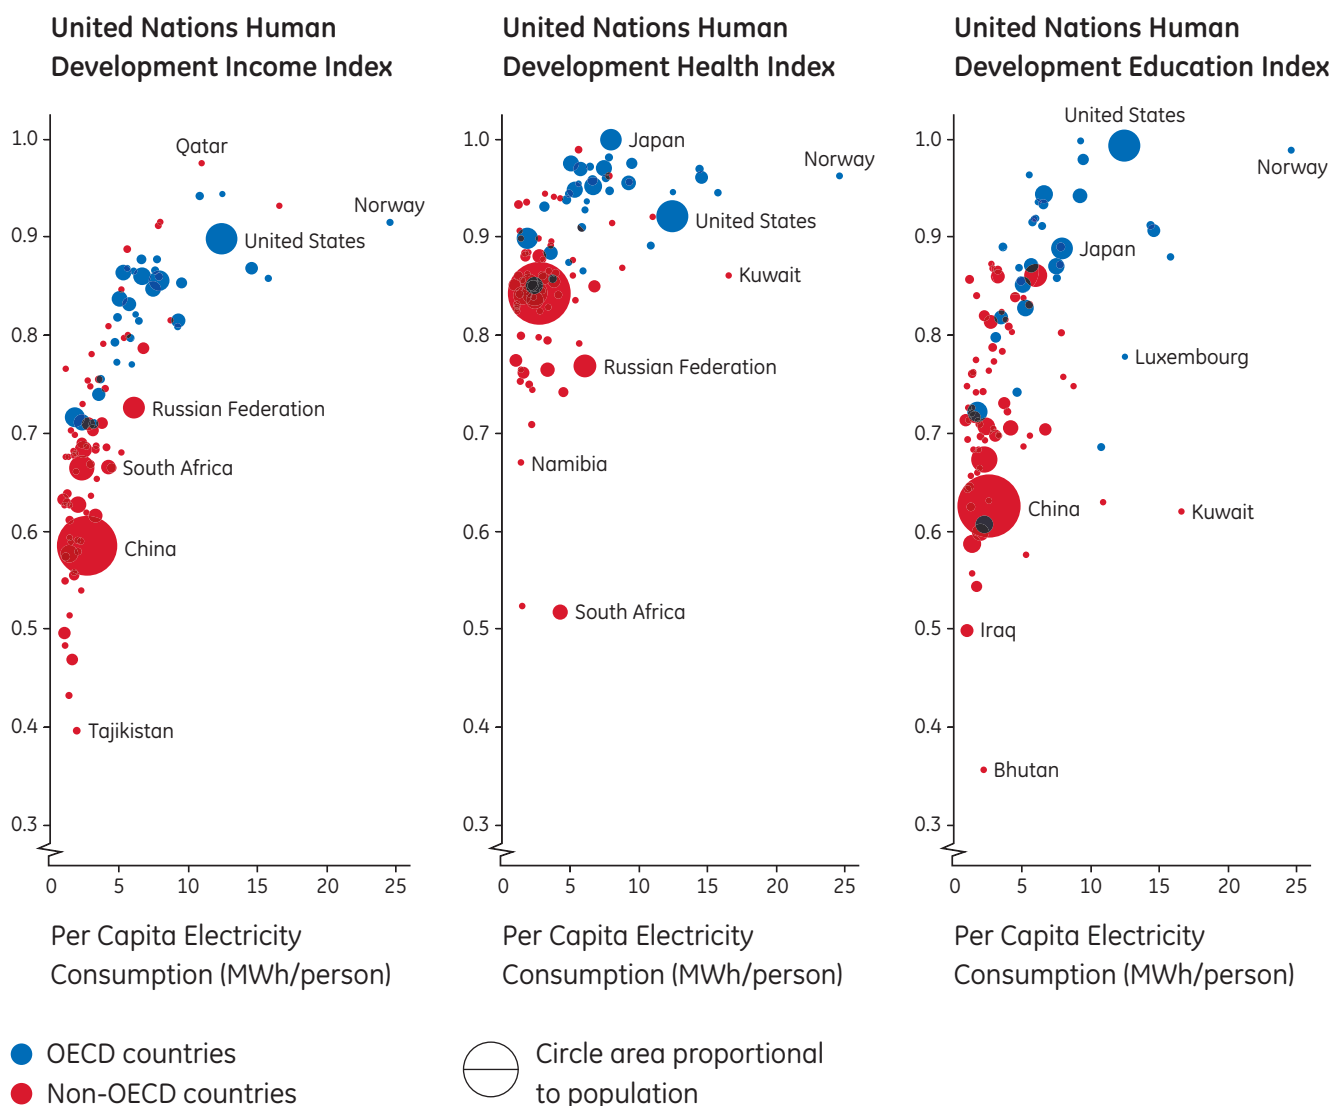 United Nations Human
Development Income Index
1.0
0.9
0.8
0.7
0.6
0.5
0.4
0.3
Qatar
Norway
United States
Russian Federation
South Africa
China
Tajikistan
0 5 10 15 20 25
Per Capita Electricity
Consumption (MWh/person)
United Nations Human
Development Health Index
1.0
0.9
0.8
0.7
0.6
0.5
0.4
0.3
Japan
Norway
United States
Kuwait
Russian Federation
Namibia
South Africa
0 5 10 15 20 25
Per Capita Electricity
Consumption (MWh/person)
United Nations Human
Development Education Index
1.0
0.9
0.8
0.7
0.6
0.5
0.4
0.3
United States
Norway
Japan
Luxembourg
China
Kuwait
Iraq
Bhutan
0 5 10 15 20 25
Per Capita Electricity
Consumption (MWh/person)
OECD countries
Non-OECD countries
Circle area proportional
to population